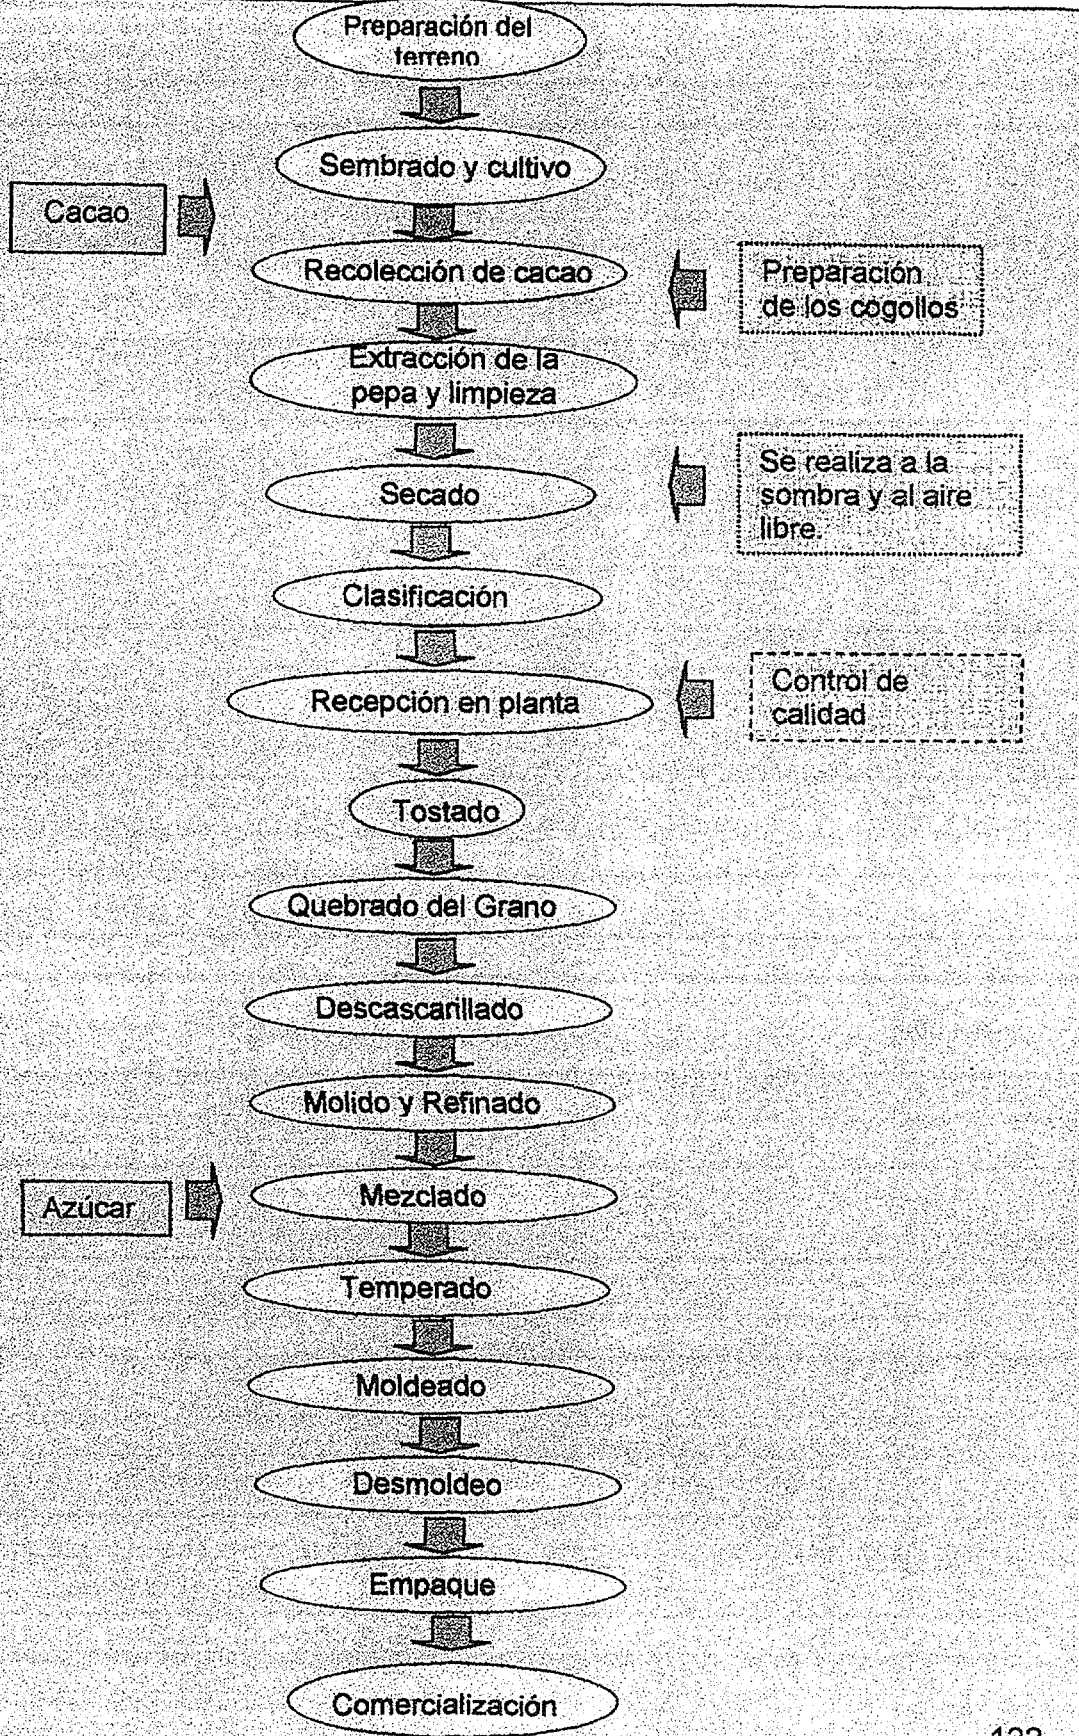 Preparación del
terreno
Sembrado y cultivo
Cacao
Recolección de cacao
Preparación
de los cogollos
Extracción de la
pepa y limpieza
Secado
Se realiza a la
sombra y al aire
libre.
Clasificación
Recepción en planta
Control de
calidad
Tostado
Quebrado del Grano
Descascarillado
Molido y Refinado
Azúcar
Mezclado
Temperado
Moldeado
Desmoldeo
Empaque
Comercialización